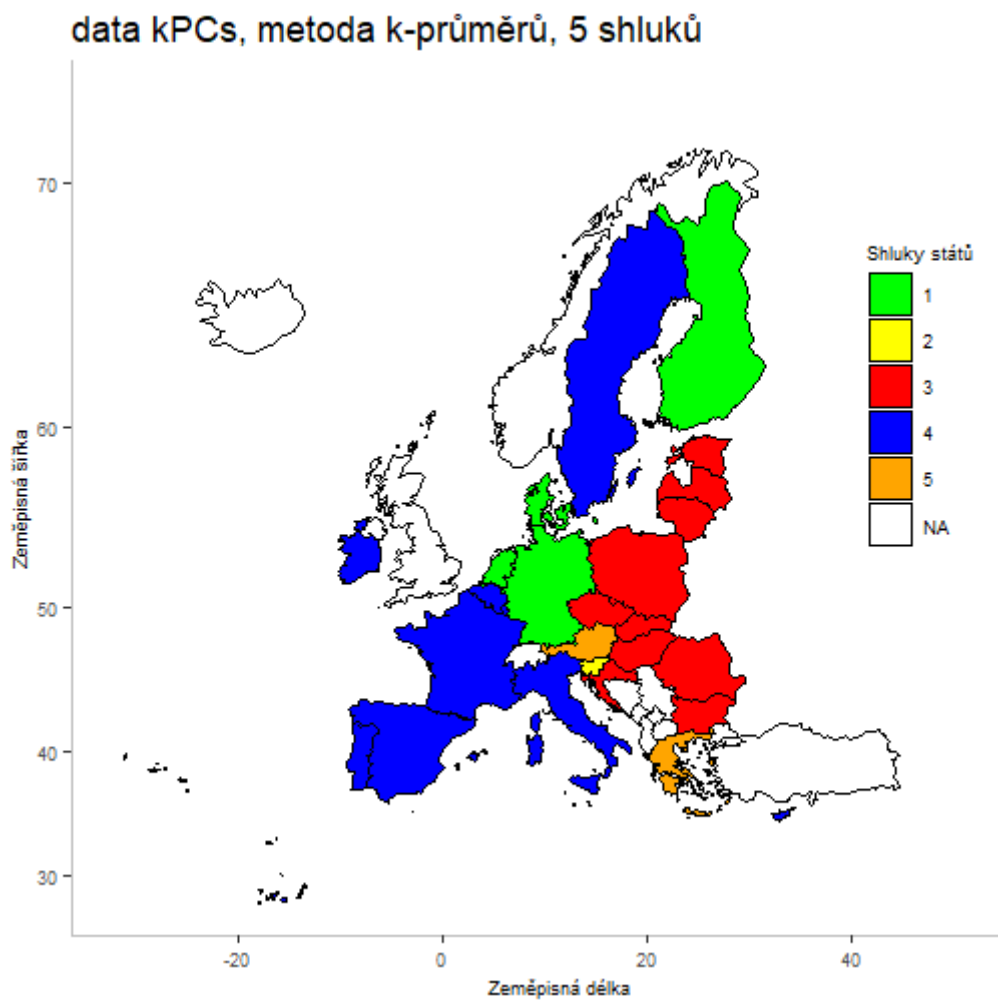 data kPCs, metoda k-průměrů, 5 shluků
70
60
50
40
30
Zeměpisná šířka
-20
0
20
40
Zeměpisná délka
Shluky států
1
2
3
4
5
NA